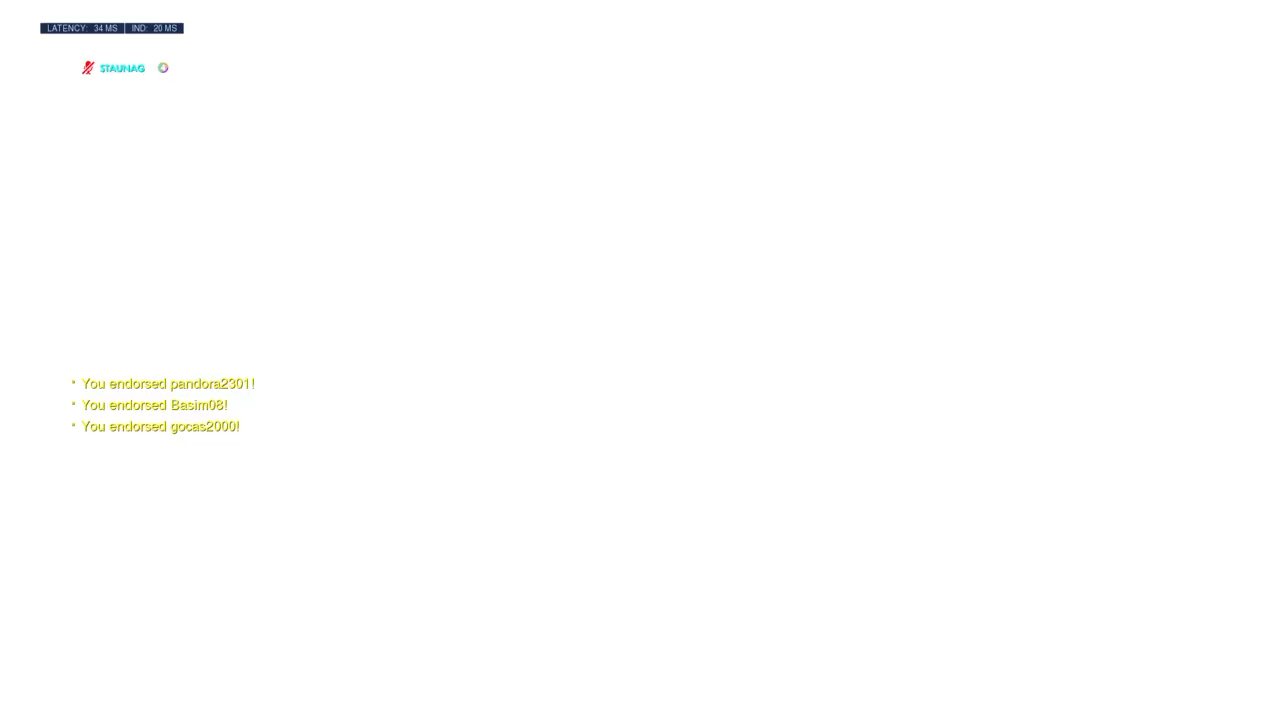 LATENCY: 34 MS | IND: 20 MS
STAUNAG
You endorsed pandora2301!
You endorsed Basim08!
You endorsed gocas2000!